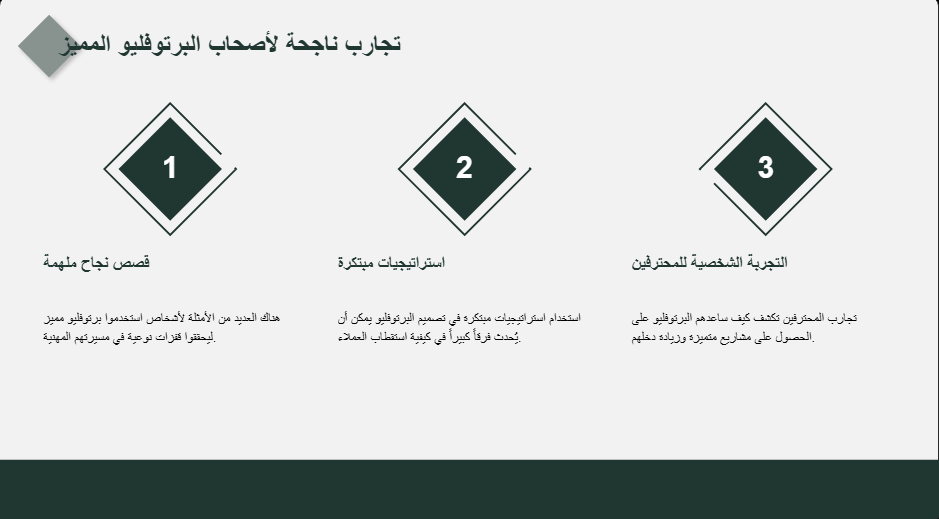 تجارب ناجحة لأصحاب البرتوفليو المميز
1
قصص نجاح ملهمة
هناك العديد من الأمثلة لأشخاص استخدموا برتوفليو مميز
ليحققوا قفزات نوعية في مسيرتهم المهنية.
2
استراتيجيات مبتكرة
استخدام استراتيجيات مبتكرة في تصميم البرتوفليو يمكن أن
يُحدث فرقاً كبيراً في كيفية استقطاب العملاء.
3
التجربة الشخصية للمحترفين
تجارب المحترفين تكشف كيف ساعدهم البرتوفليو على
الحصول على مشاريع متميزة وزيادة دخلهم.